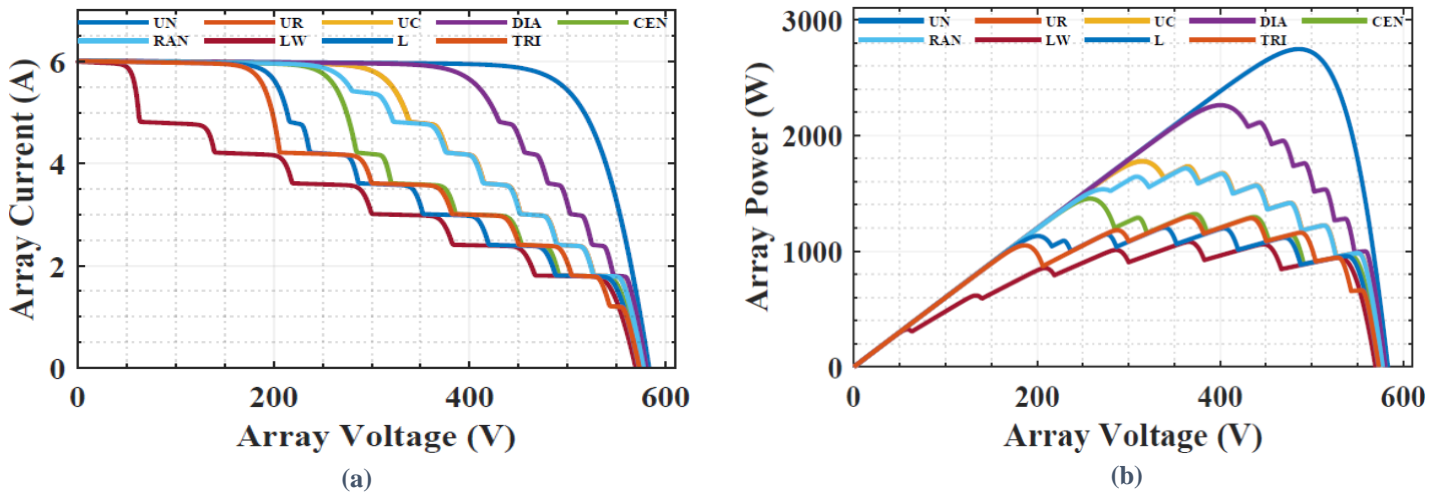 UN UR UC DIA CEN
RAN LW L TRI
6
4
2
0
0 200 400 600
Array Current (A)
Array Voltage (V)
(a)
UN UR UC DIA CEN
RAN LW L TRI
3000
2000
1000
0
0 200 400 600
Array Power (W)
Array Voltage (V)
(b)